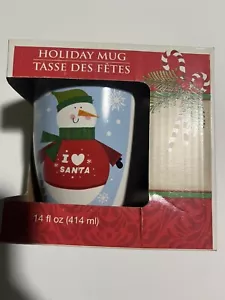 HOLIDAY MUG
TASSE DES FÊTES
I ♥
SANTA
14 fl oz (414 ml)